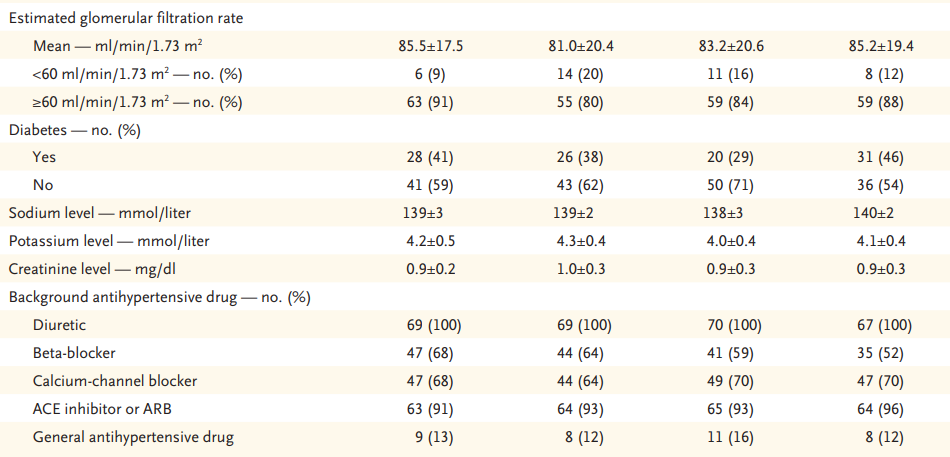 Estimated glomerular filtration rate
Mean — ml/min/1.73 m² 85.5±17.5 81.0±20.4 83.2±20.6 85.2±19.4
<60 ml/min/1.73 m² — no. (%) 6 (9) 14 (20) 11 (16) 8 (12)
≥60 ml/min/1.73 m² — no. (%) 63 (91) 55 (80) 59 (84) 59 (88)
Diabetes — no. (%)
Yes 28 (41) 26 (38) 20 (29) 31 (46)
No 41 (59) 43 (62) 50 (71) 36 (54)
Sodium level — mmol/liter 139±3 139±2 138±3 140±2
Potassium level — mmol/liter 4.2±0.5 4.3±0.4 4.0±0.4 4.1±0.4
Creatinine level — mg/dl 0.9±0.2 1.0±0.3 0.9±0.3 0.9±0.3
Background antihypertensive drug — no. (%)
Diuretic 69 (100) 69 (100) 70 (100) 67 (100)
Beta-blocker 47 (68) 44 (64) 41 (59) 35 (52)
Calcium-channel blocker 47 (68) 44 (64) 49 (70) 47 (70)
ACE inhibitor or ARB 63 (91) 64 (93) 65 (93) 64 (96)
General antihypertensive drug 9 (13) 8 (12) 11 (16) 8 (12)